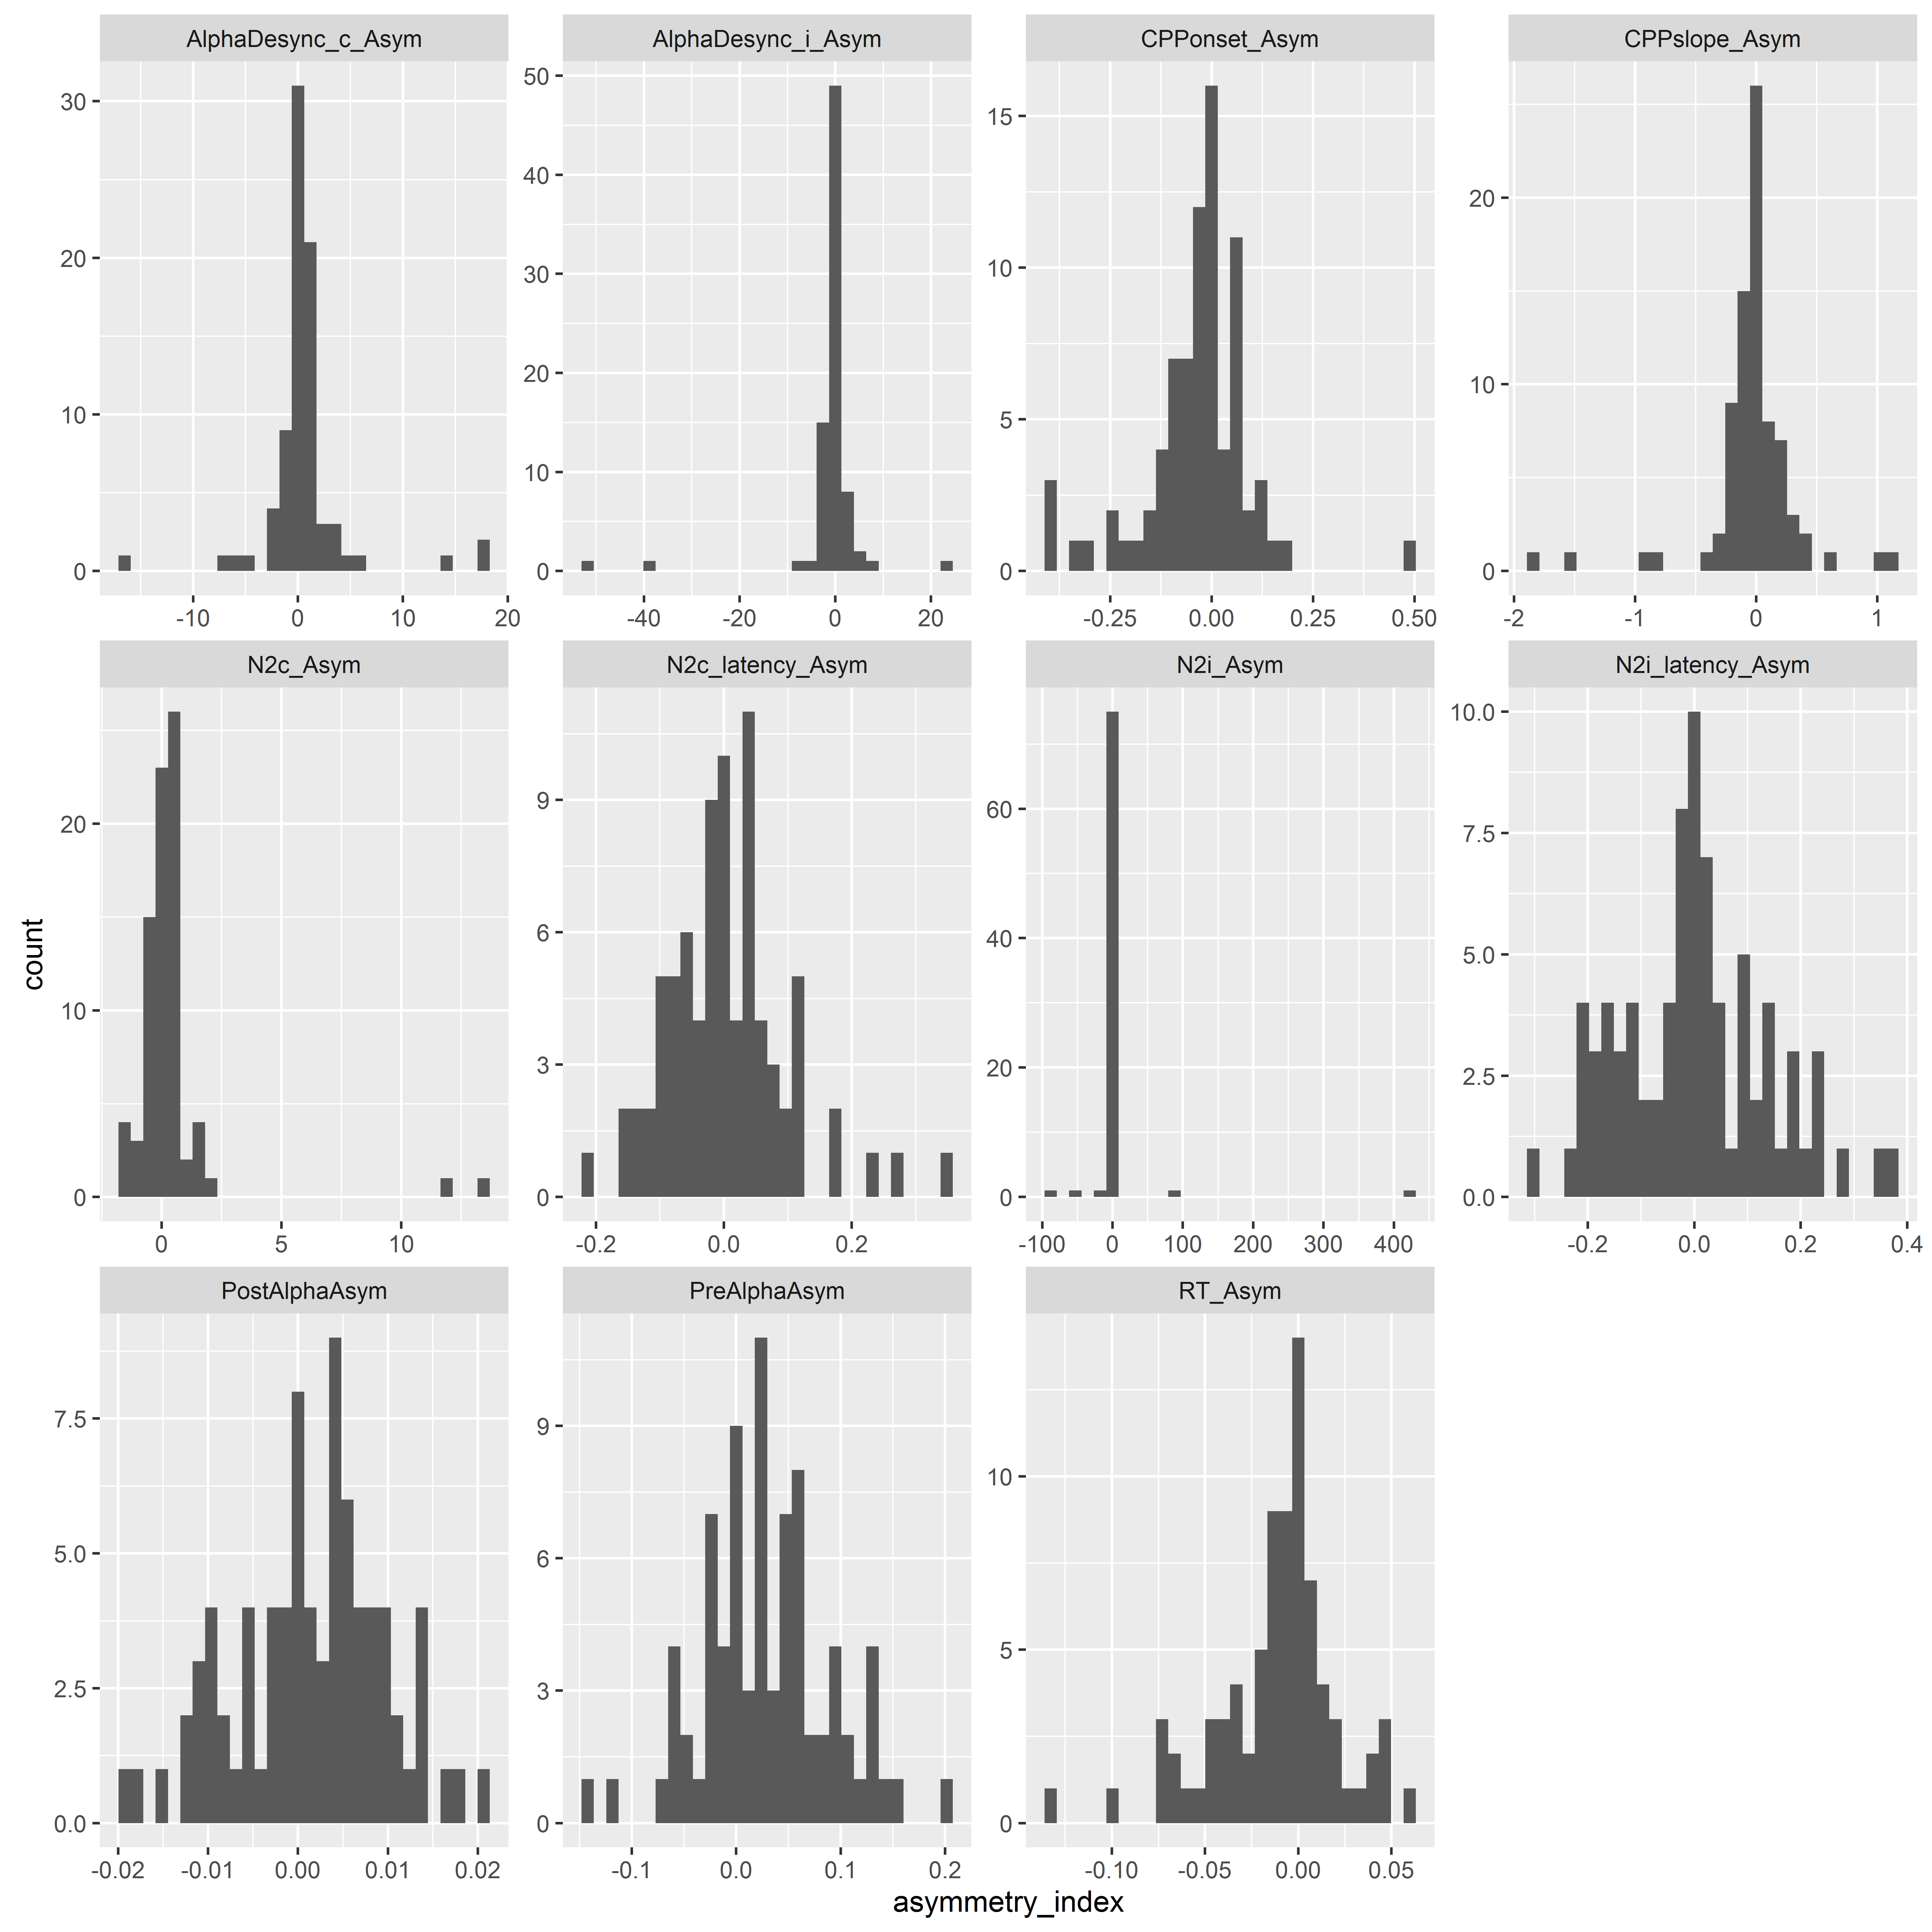 AlphaDesync_c_Asym AlphaDesync_i_Asym CPPonset_Asym CPPslope_Asym
30
20
10
0
-10 0 10 20
50
40
30
20
10
0
-40 -20 0 20
15
10
5
0
-0.25 0.00 0.25 0.50
20
10
0
-2 -1 0 1
N2c_Asym N2c_latency_Asym N2i_Asym N2i_latency_Asym
20
10
0
0 5 10
9
6
3
0
-0.2 0.0 0.2
60
40
20
0
-100 0 100 200 300 400
10.0
7.5
5.0
2.5
0.0
-0.2 0.0 0.2 0.4
count
PostAlphaAsym PreAlphaAsym RT_Asym
7.5
5.0
2.5
0.0
-0.02 -0.01 0.00 0.01 0.02
9
6
3
0
-0.1 0.0 0.1 0.2
10
5
0
-0.10 -0.05 0.00 0.05
asymmetry_index